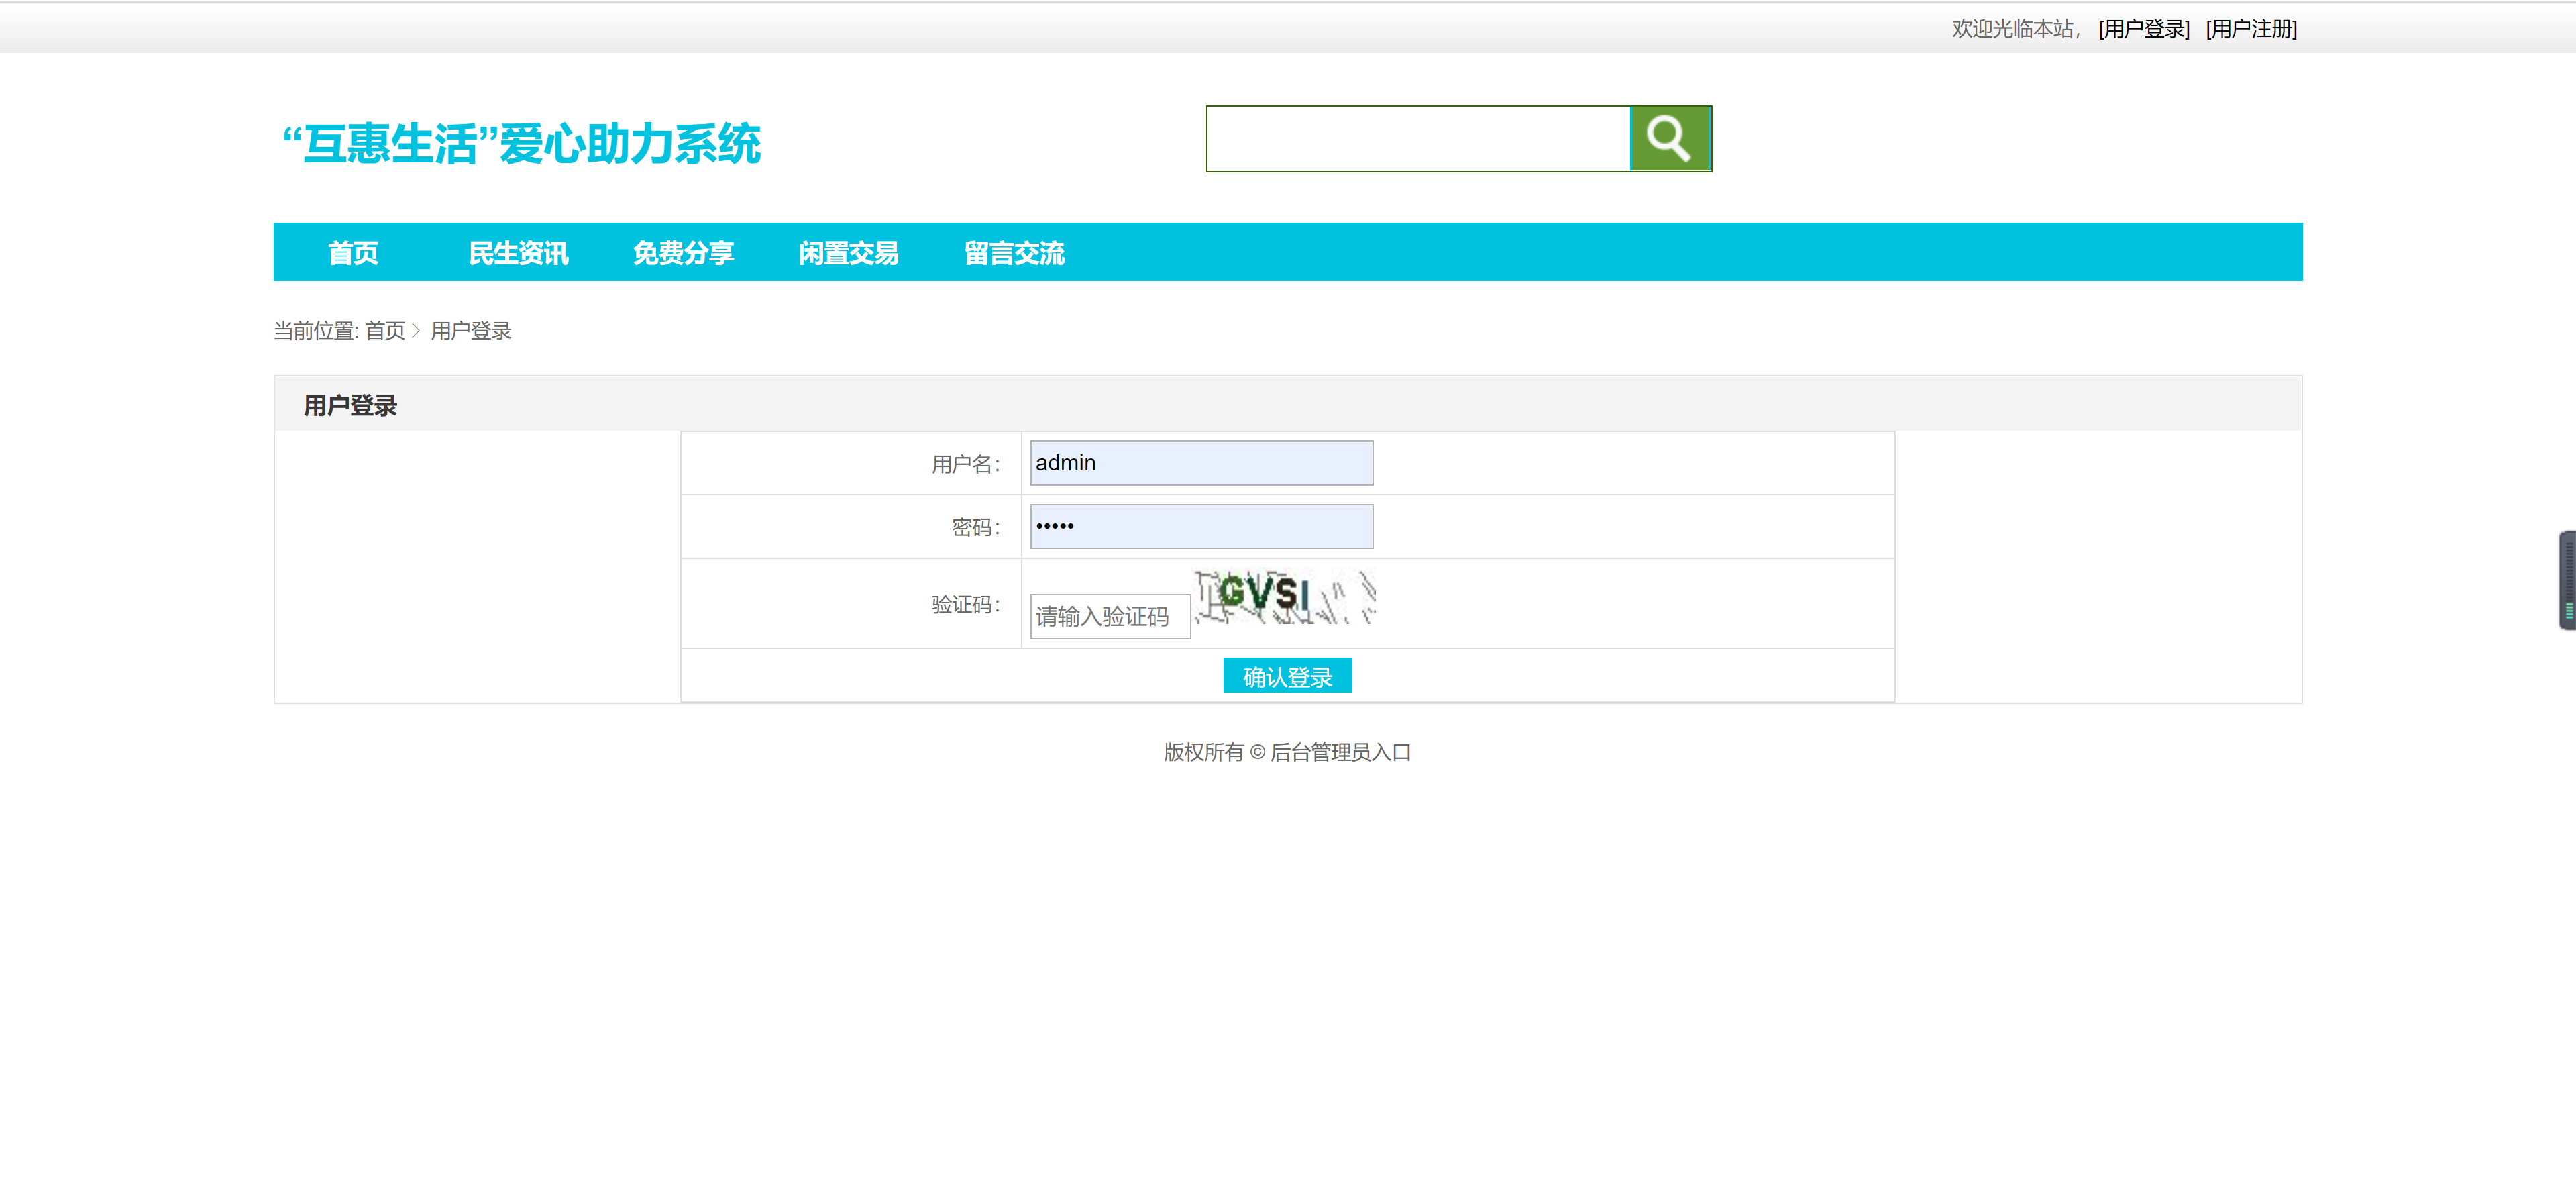 欢迎光临本站， [用户登录] [用户注册]
“互惠生活”爱心助力系统
首页 民生资讯 免费分享 闲置交易 留言交流
当前位置: 首页 > 用户登录
用户登录
用户名： admin
密码： •••••
验证码： 请输入验证码 GVSI
确认登录
版权所有 © 后台管理员入口